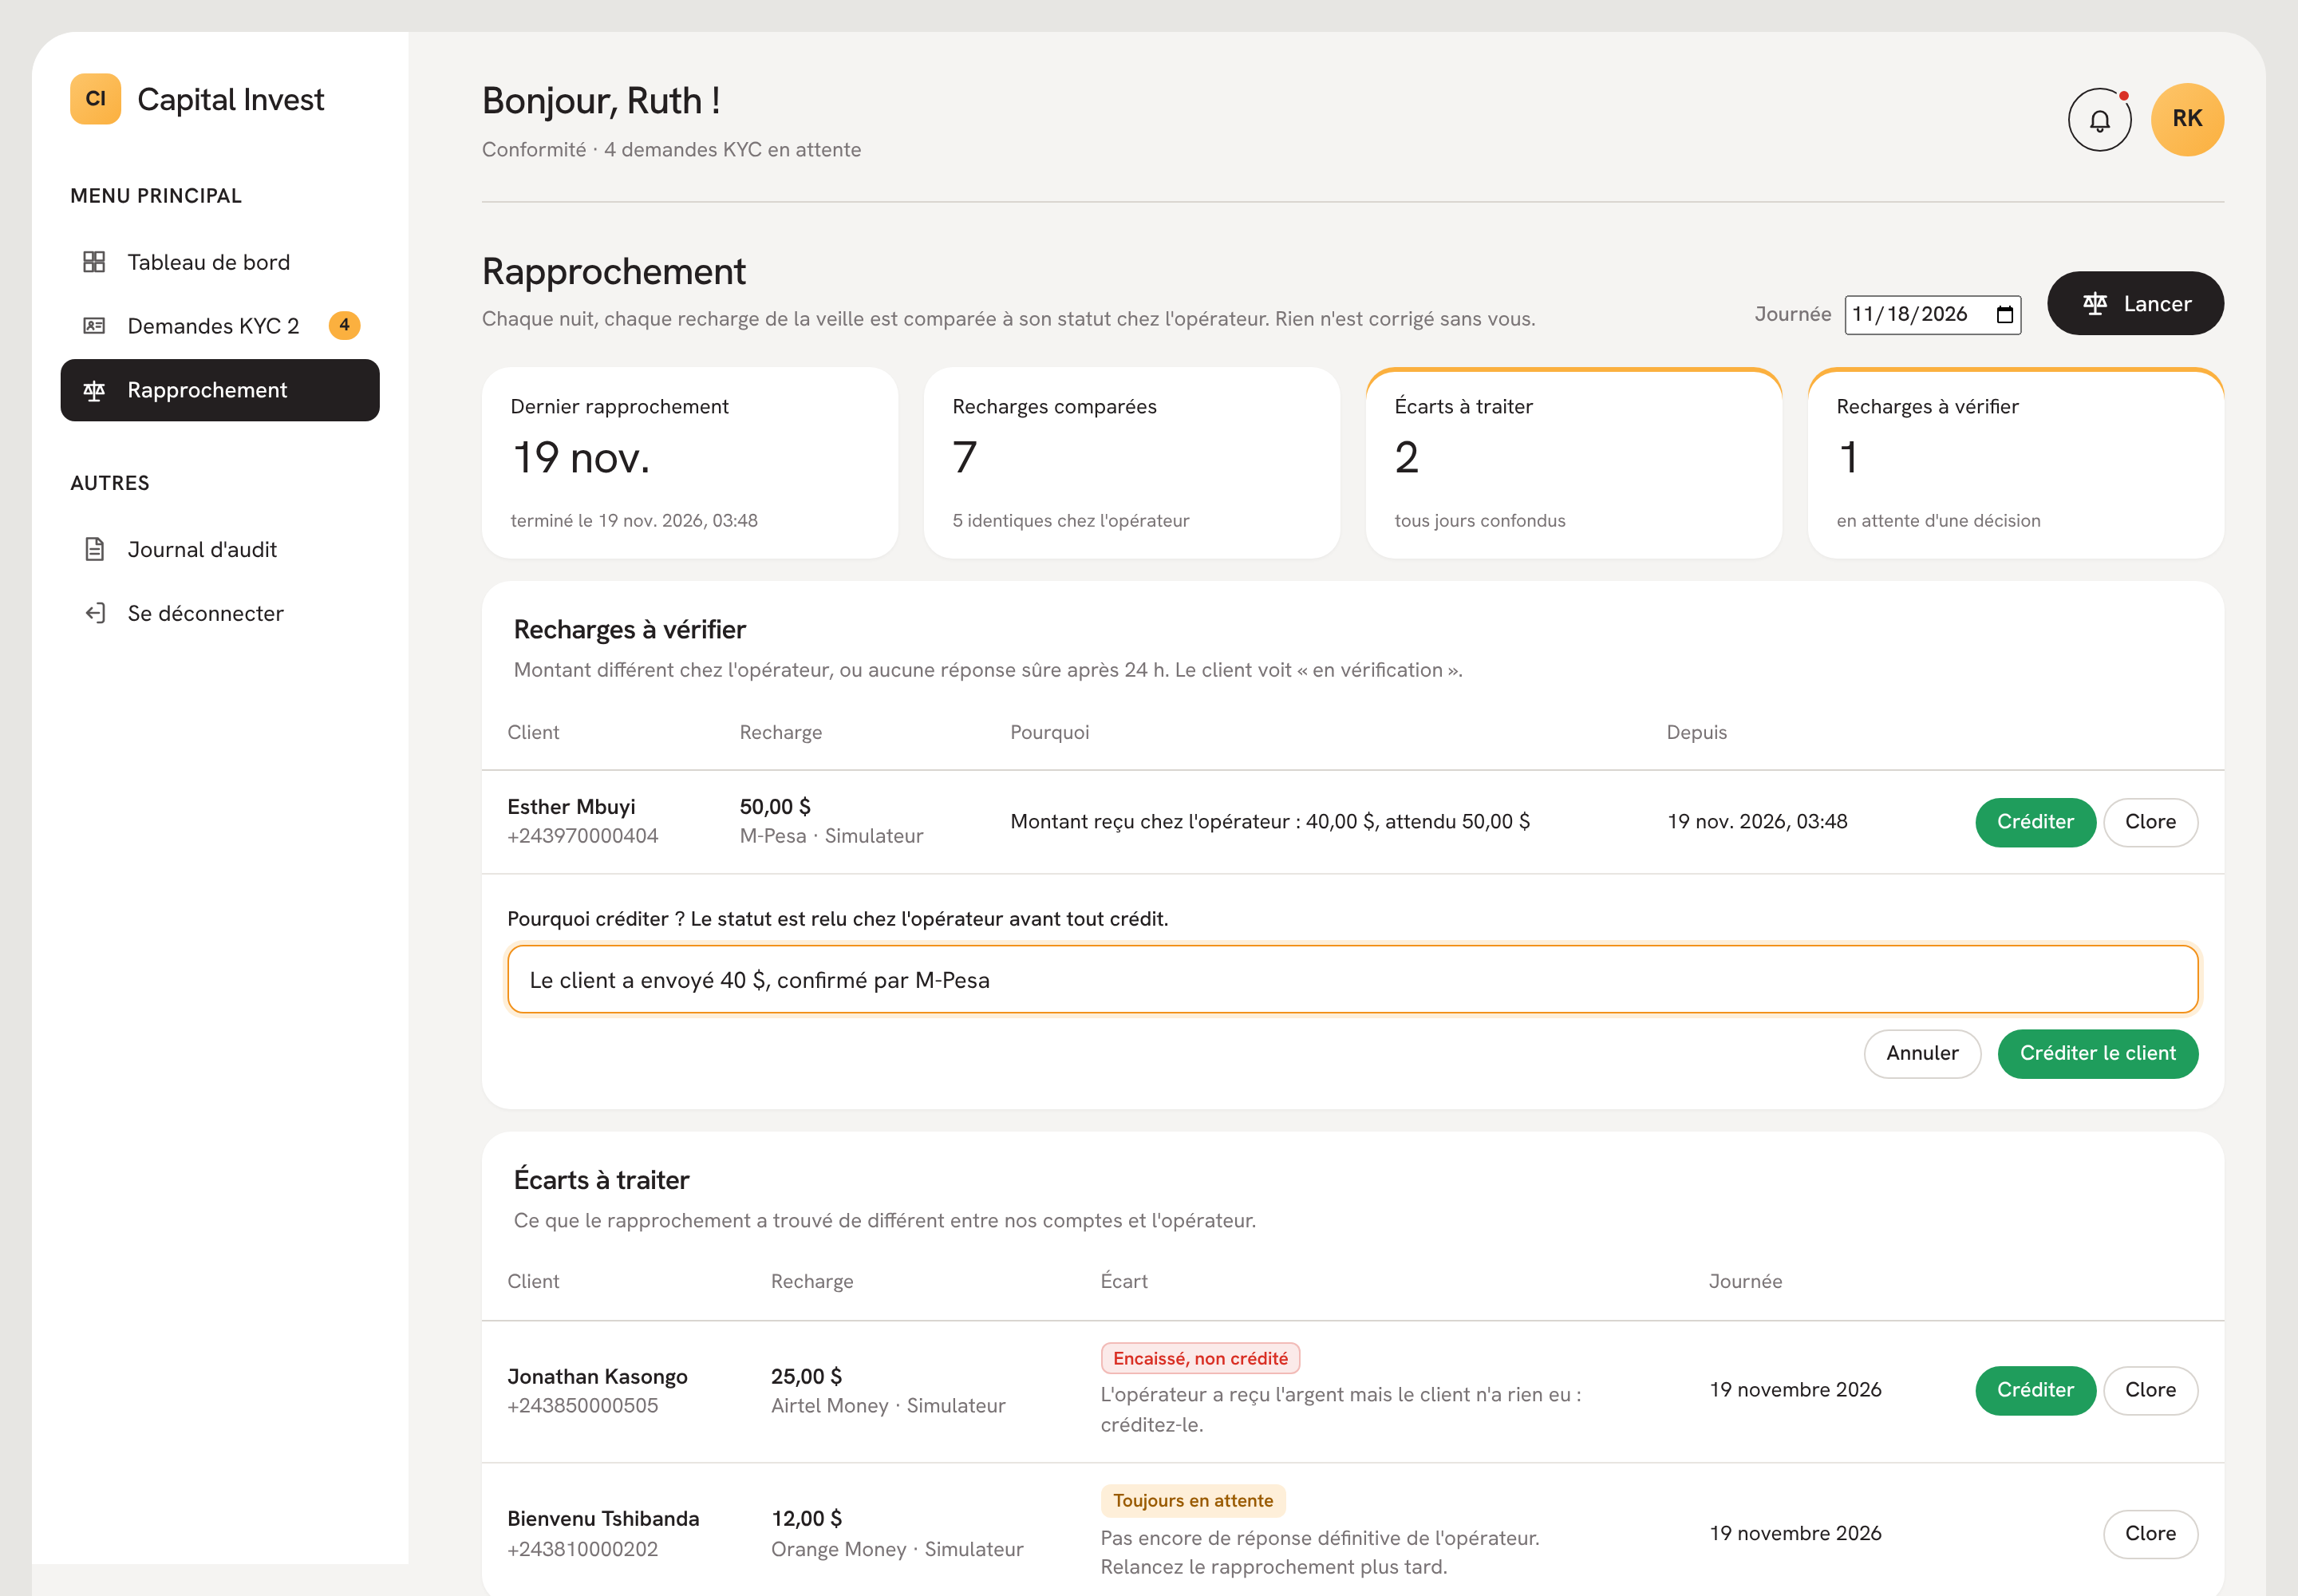 CI Capital Invest
MENU PRINCIPAL
Tableau de bord
Demandes KYC 2 4
Rapprochement
AUTRES
Journal d'audit
Se déconnecter
Bonjour, Ruth !
Conformité · 4 demandes KYC en attente
RK
Rapprochement
Chaque nuit, chaque recharge de la veille est comparée à son statut chez l'opérateur. Rien n'est corrigé sans vous.
Journée 11/18/2026 Lancer
Dernier rapprochement
19 nov.
terminé le 19 nov. 2026, 03:48
Recharges comparées
7
5 identiques chez l'opérateur
Écarts à traiter
2
tous jours confondus
Recharges à vérifier
1
en attente d'une décision
Recharges à vérifier
Montant différent chez l'opérateur, ou aucune réponse sûre après 24 h. Le client voit « en vérification ».
Client Recharge Pourquoi Depuis
Esther Mbuyi
+243970000404
50,00 $
M-Pesa · Simulateur
Montant reçu chez l'opérateur : 40,00 $, attendu 50,00 $
19 nov. 2026, 03:48
Créditer Clore
Pourquoi créditer ? Le statut est relu chez l'opérateur avant tout crédit.
Le client a envoyé 40 $, confirmé par M-Pesa
Annuler Créditer le client
Écarts à traiter
Ce que le rapprochement a trouvé de différent entre nos comptes et l'opérateur.
Client Recharge Écart Journée
Jonathan Kasongo
+243850000505
25,00 $
Airtel Money · Simulateur
Encaissé, non crédité
L'opérateur a reçu l'argent mais le client n'a rien eu :
créditez-le.
19 novembre 2026
Créditer Clore
Bienvenu Tshibanda
+243810000202
12,00 $
Orange Money · Simulateur
Toujours en attente
Pas encore de réponse définitive de l'opérateur.
Relancez le rapprochement plus tard.
19 novembre 2026
Clore